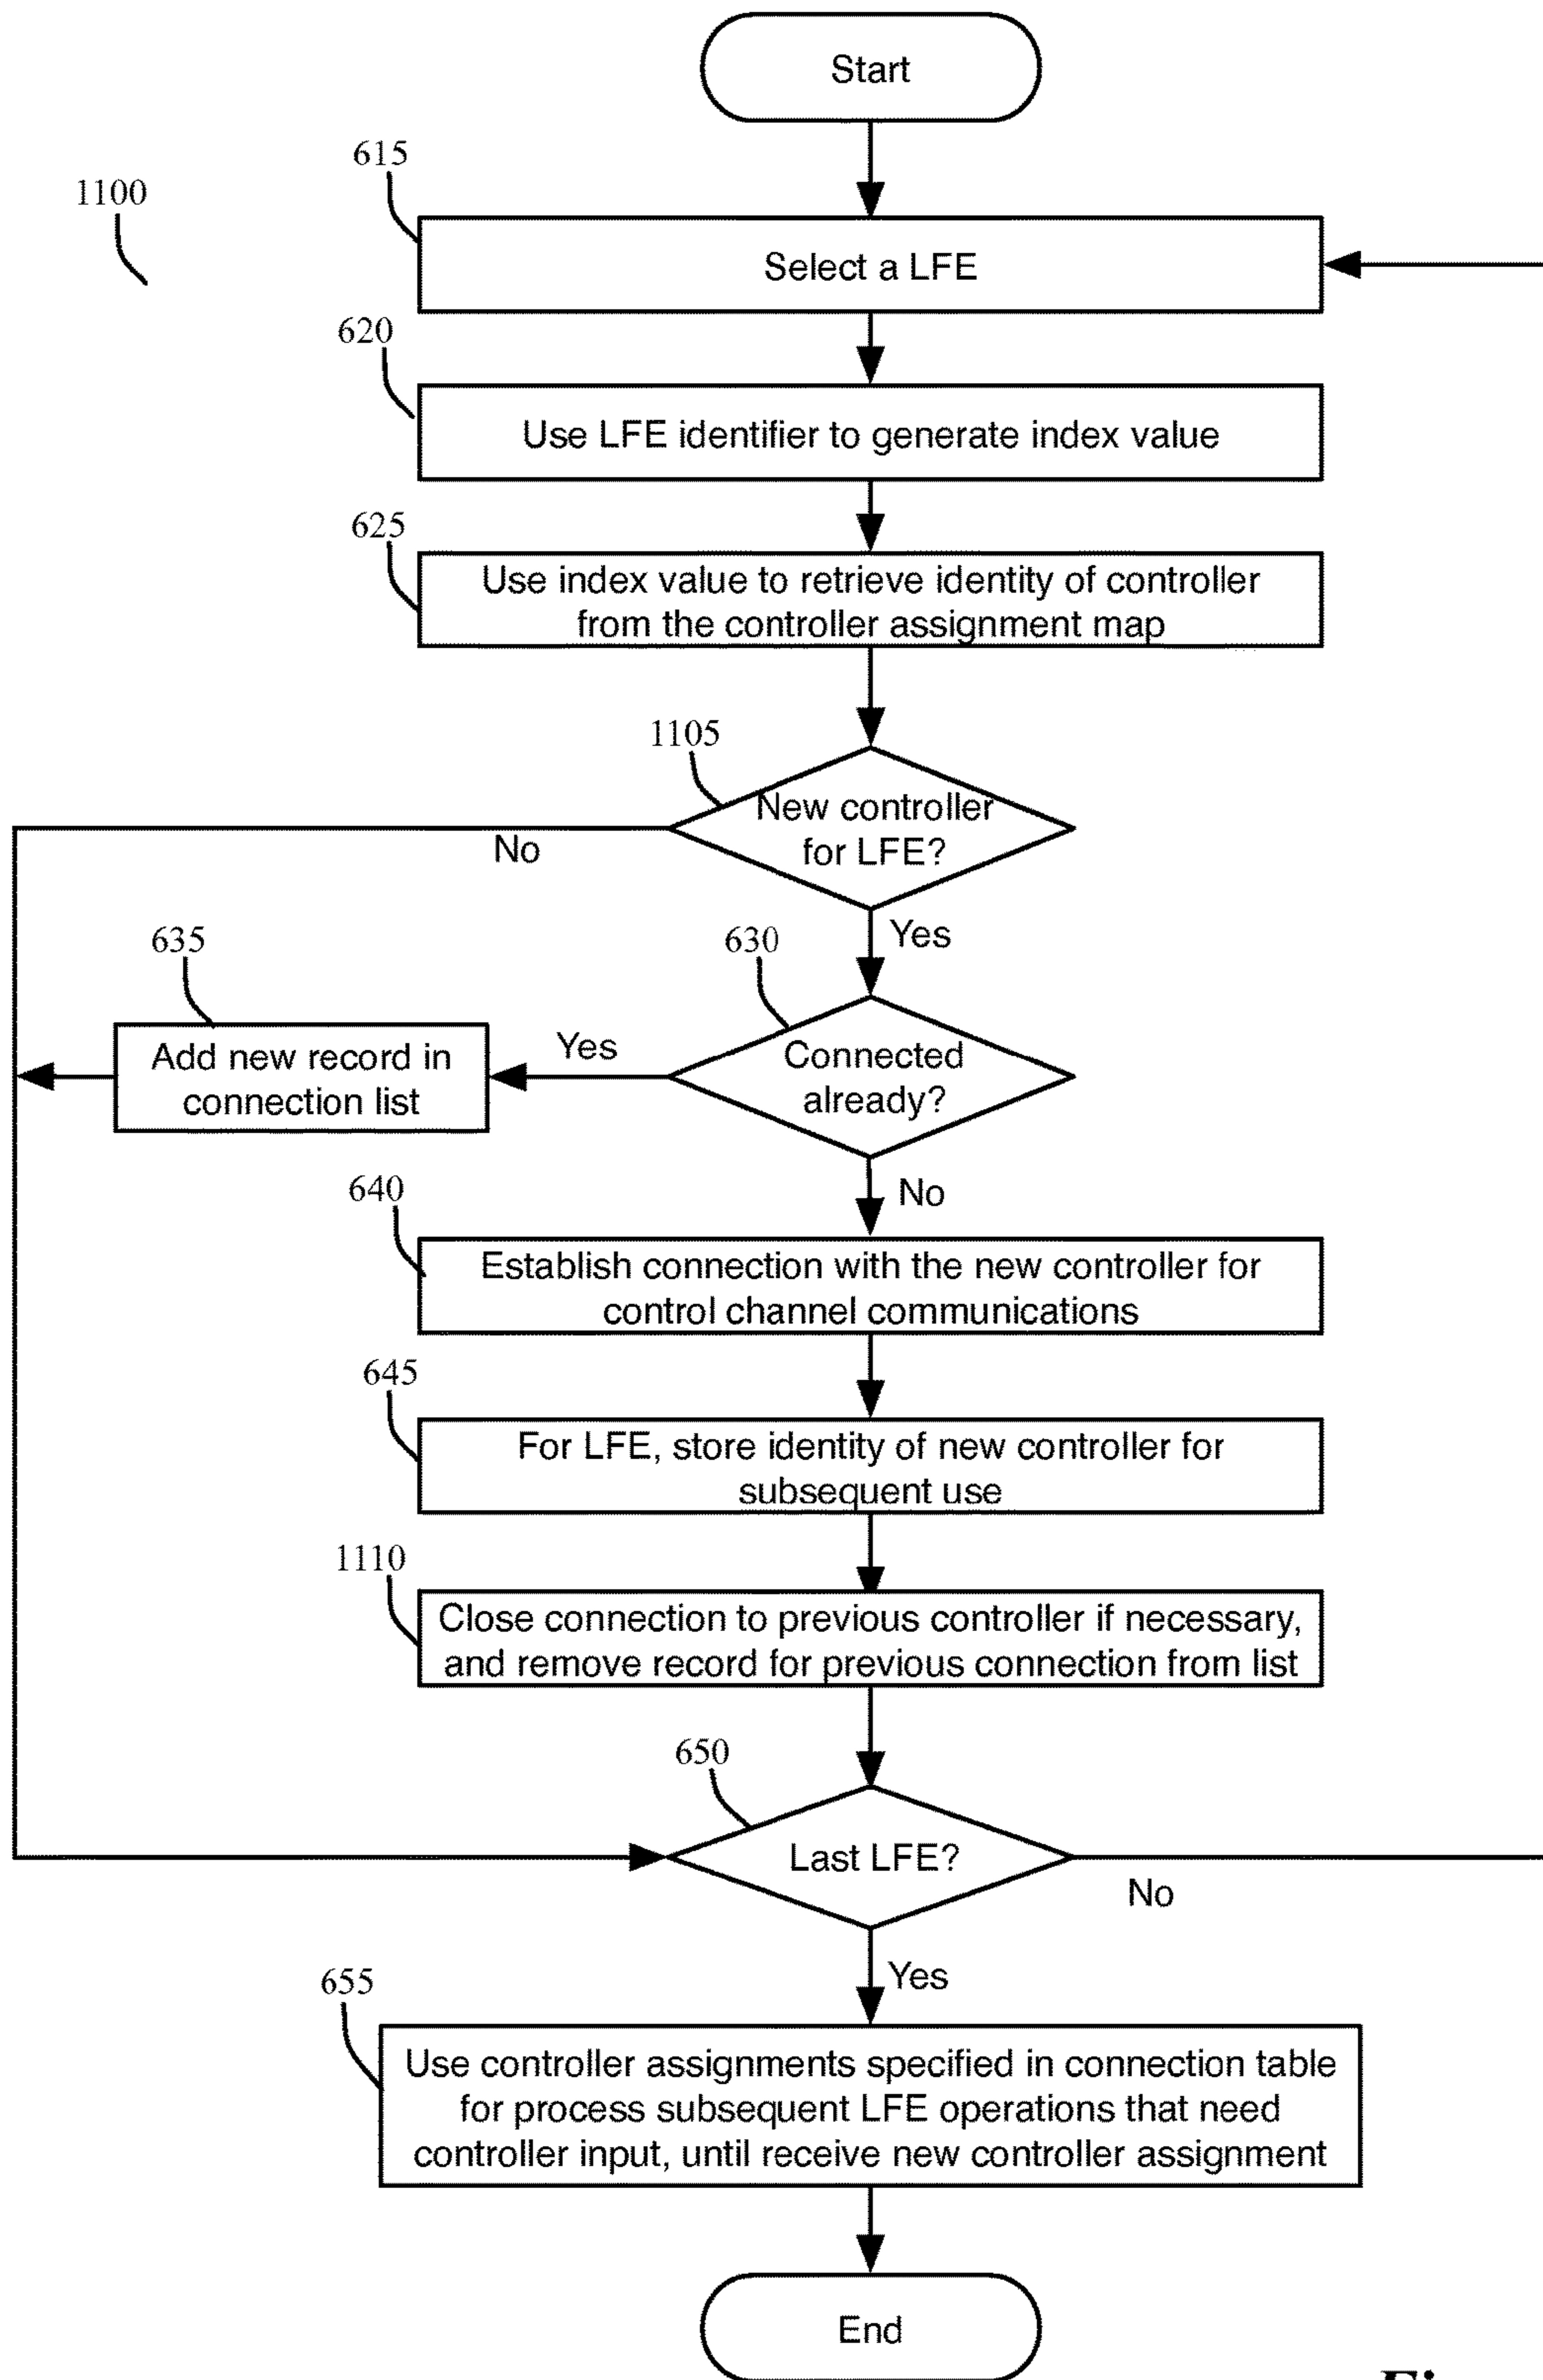 Start
615
1100
Select a LFE
620
Use LFE identifier to generate index value
625
Use index value to retrieve identity of controller
from the controller assignment map
1105
New controller
for LFE?
No
Yes
635
630
Add new record in
connection list
Yes
Connected
already?
No
640
Establish connection with the new controller for
control channel communications
645
For LFE, store identity of new controller for
subsequent use
1110
Close connection to previous controller if necessary,
and remove record for previous connection from list
650
Last LFE?
No
Yes
655
Use controller assignments specified in connection table
for process subsequent LFE operations that need
controller input, until receive new controller assignment
End